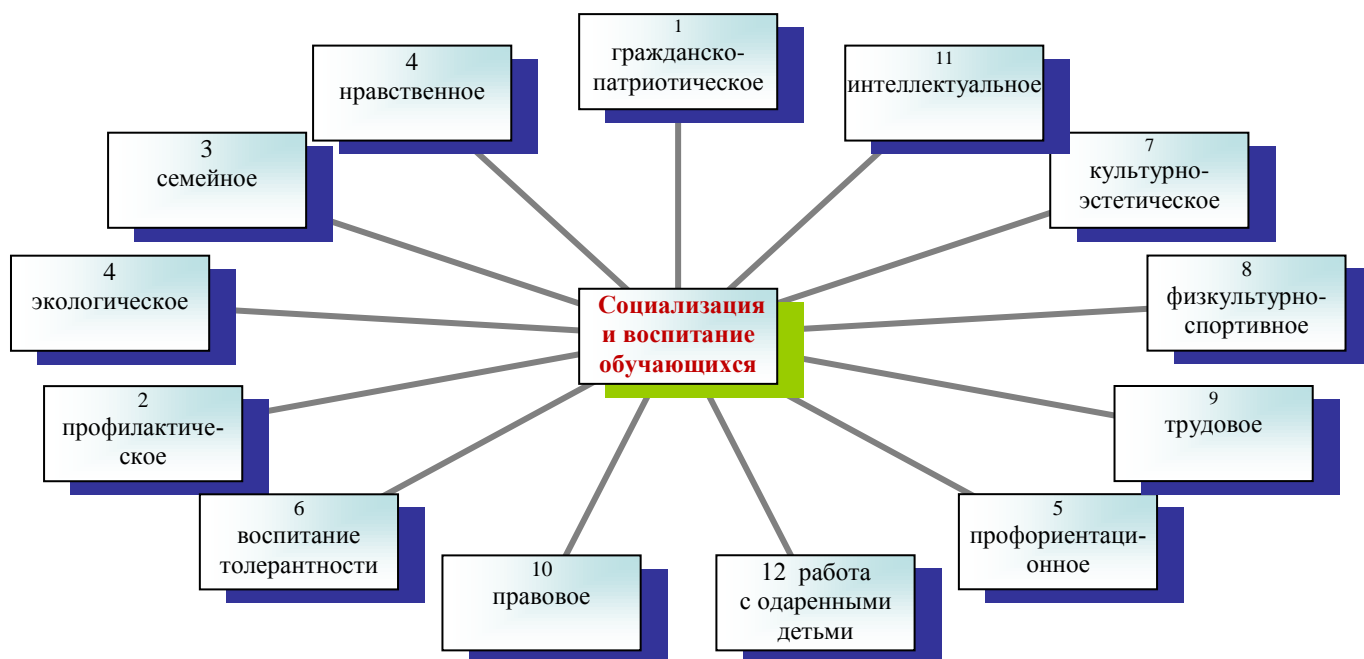 1
гражданско-
патриотическое
4
нравственное
11
интеллектуальное
3
семейное
7
культурно-
эстетическое
4
экологическое
8
физкультурно-
спортивное
Социализация
и воспитание
обучающихся
2
профилактиче-
ское
9
трудовое
6
воспитание
толерантности
5
профориентаци-
онное
10
правовое
12 работа
с одаренными
детьми